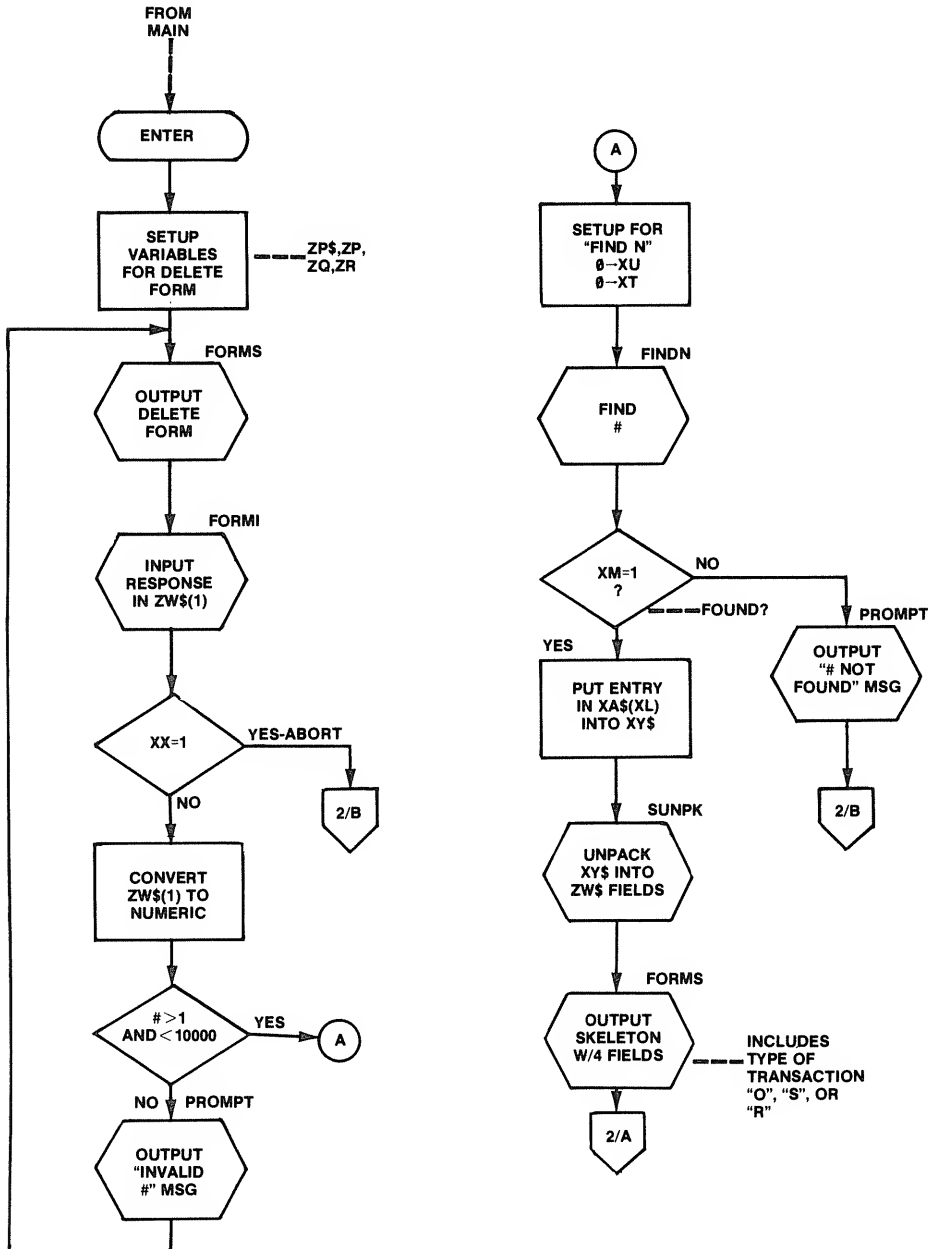 FROM
MAIN
ENTER
SETUP
VARIABLES
FOR DELETE
FORM
ZP$,ZP,
ZQ,ZR
FORMS
OUTPUT
DELETE
FORM
FORMI
INPUT
RESPONSE
IN ZW$(1)
XX=1
YES-ABORT
2/B
NO
CONVERT
ZW$(1) TO
NUMERIC
#>1
AND<10000
YES
A
NO
PROMPT
OUTPUT
"INVALID
#" MSG
A
SETUP FOR
"FIND N"
0→XU
0→XT
FINDN
FIND
#
XM=1
?
NO
FOUND?
YES
PROMPT
OUTPUT
"# NOT
FOUND" MSG
2/B
PUT ENTRY
IN XA$(XL)
INTO XY$
SUNPK
UNPACK
XY$ INTO
ZW$ FIELDS
FORMS
OUTPUT
SKELETON
W/4 FIELDS
INCLUDES
TYPE OF
TRANSACTION
"O", "S", OR
"R"
2/A